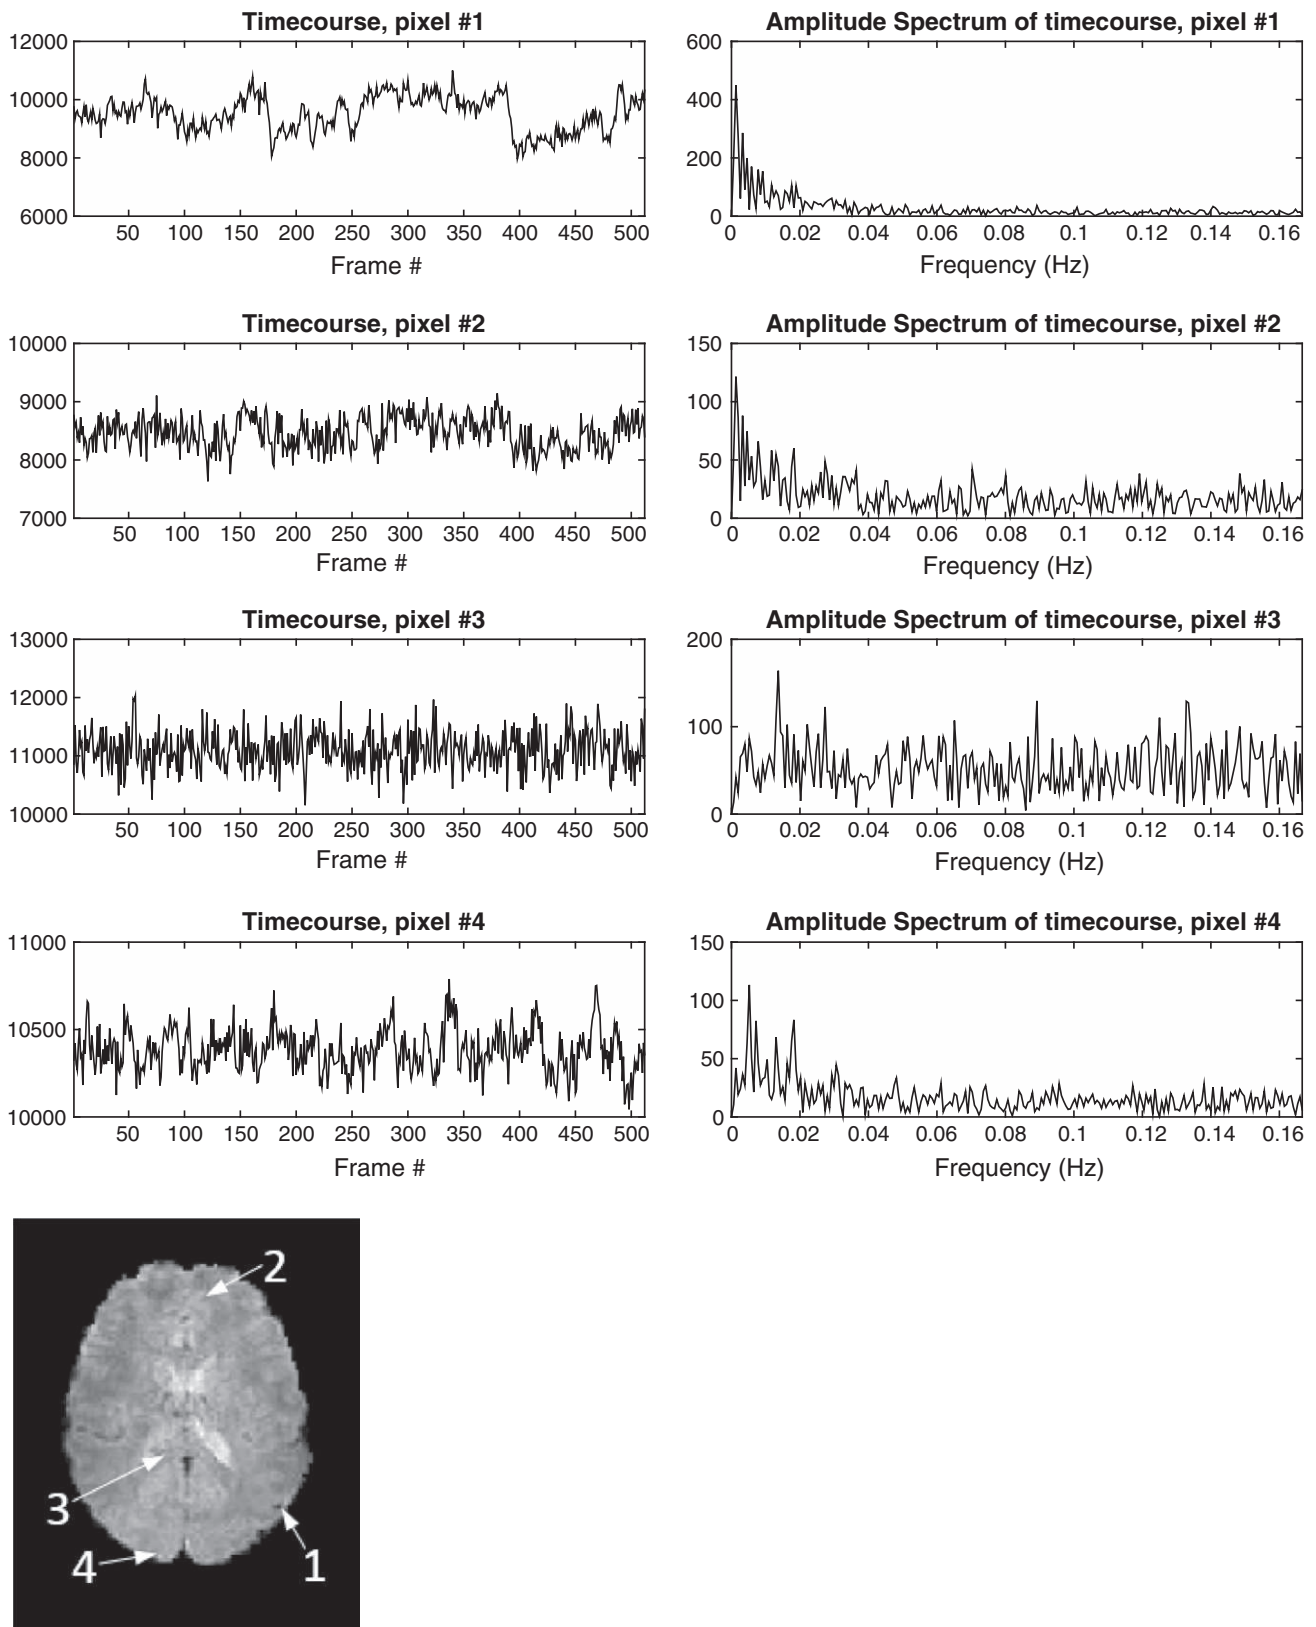 Timecourse, pixel #1
12000
10000
8000
6000
50 100 150 200 250 300 350 400 450 500
Frame #
Amplitude Spectrum of timecourse, pixel #1
600
400
200
0
0 0.02 0.04 0.06 0.08 0.1 0.12 0.14 0.16
Frequency (Hz)
Timecourse, pixel #2
10000
9000
8000
7000
50 100 150 200 250 300 350 400 450 500
Frame #
Amplitude Spectrum of timecourse, pixel #2
150
100
50
0
0 0.02 0.04 0.06 0.08 0.1 0.12 0.14 0.16
Frequency (Hz)
Timecourse, pixel #3
13000
12000
11000
10000
50 100 150 200 250 300 350 400 450 500
Frame #
Amplitude Spectrum of timecourse, pixel #3
200
100
0
0 0.02 0.04 0.06 0.08 0.1 0.12 0.14 0.16
Frequency (Hz)
Timecourse, pixel #4
11000
10500
10000
50 100 150 200 250 300 350 400 450 500
Frame #
Amplitude Spectrum of timecourse, pixel #4
150
100
50
0
0 0.02 0.04 0.06 0.08 0.1 0.12 0.14 0.16
Frequency (Hz)
2
3
4
1